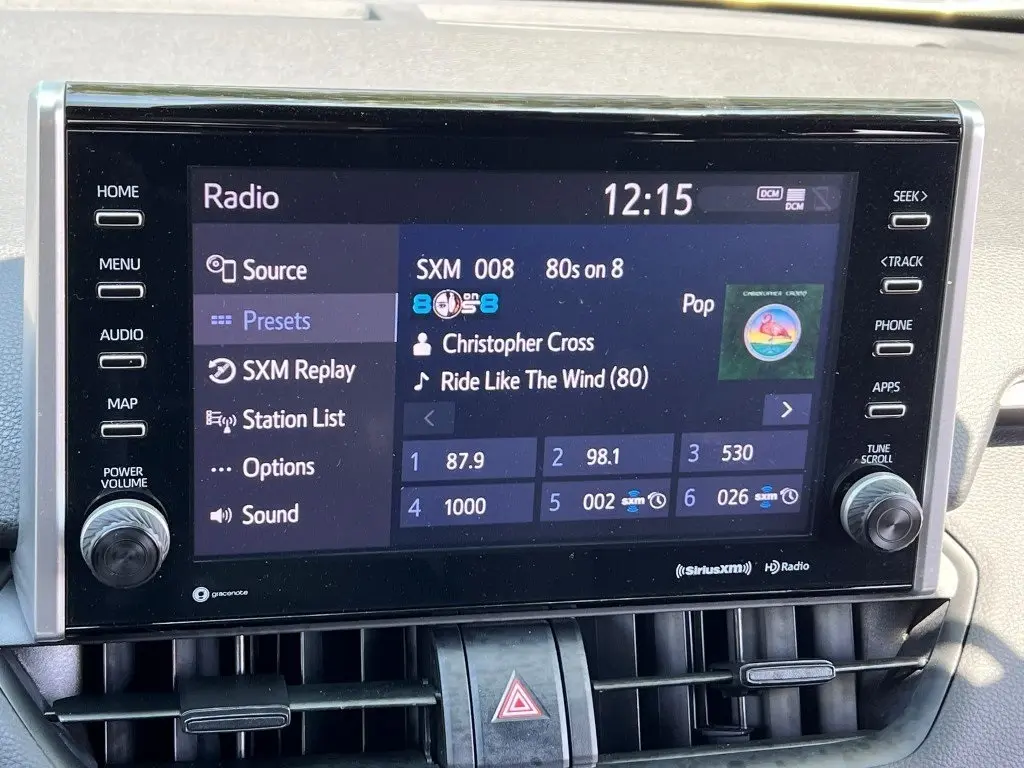 HOME
MENU
AUDIO
MAP
POWER
VOLUME
Radio
12:15
DCM
DCM
Source
Presets
SXM Replay
Station List
Options
Sound
SXM 008 80s on 8
8 on 8
Pop
CHRISTOPHER CROSS
Christopher Cross
Ride Like The Wind (80)
<
>
1 87.9
2 98.1
3 530
4 1000
5 002 sxm
6 026 sxm
SEEK >
< TRACK
PHONE
APPS
TUNE
SCROLL
gracenote
((SiriusXM))
HD Radio